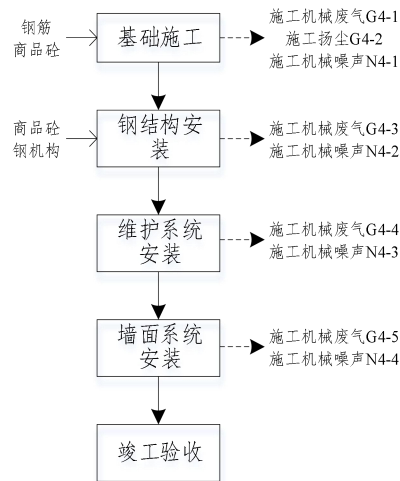 钢筋
商品砼
基础施工
施工机械废气G4-1
施工扬尘G4-2
施工机械噪声N4-1
商品砼
钢机构
钢结构安
装
施工机械废气G4-3
施工机械噪声N4-2
维护系统
安装
施工机械废气G4-4
施工机械噪声N4-3
墙面系统
安装
施工机械废气G4-5
施工机械噪声N4-4
竣工验收